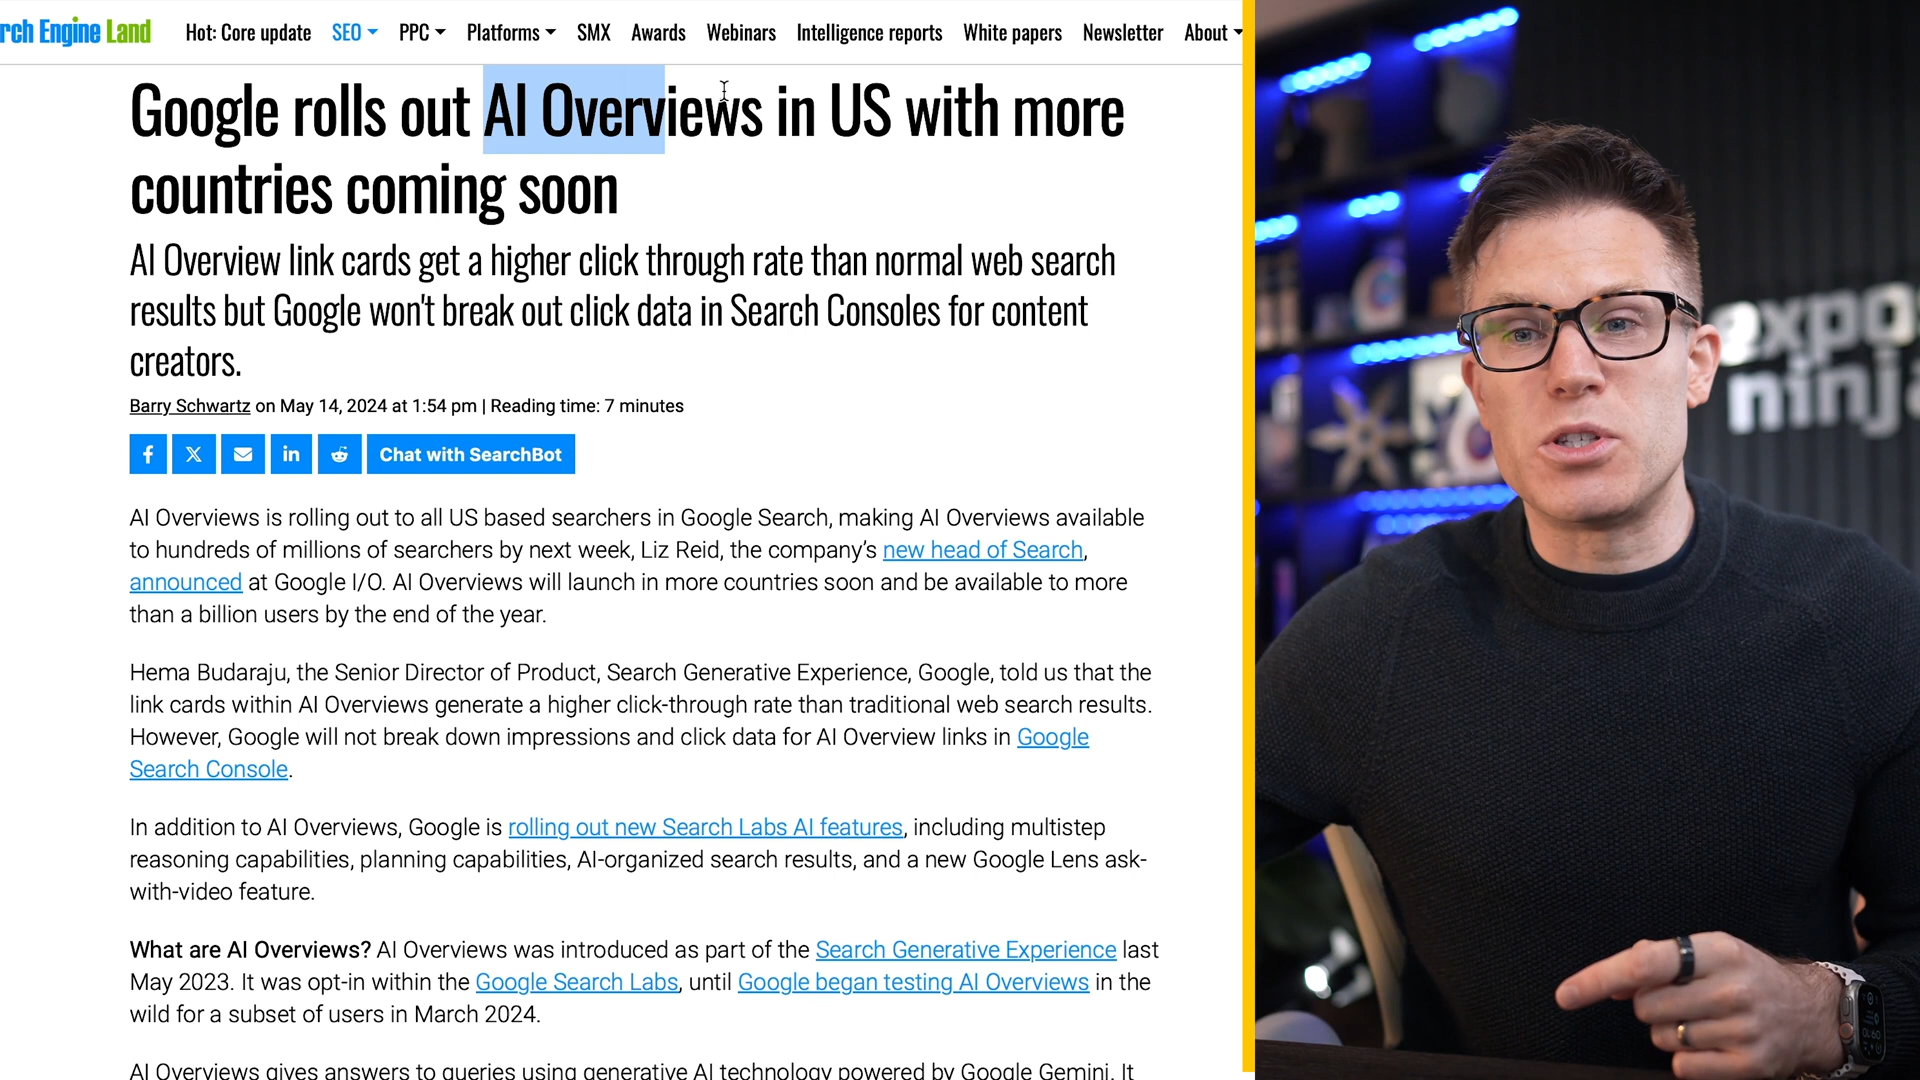 rch Engine Land
Hot: Core update SEO PPC Platforms SMX Awards Webinars Intelligence reports White papers Newsletter About
Google rolls out AI Overviews in US with more
countries coming soon
AI Overview link cards get a higher click through rate than normal web search
results but Google won't break out click data in Search Consoles for content
creators.
Barry Schwartz on May 14, 2024 at 1:54 pm | Reading time: 7 minutes
Chat with SearchBot
AI Overviews is rolling out to all US based searchers in Google Search, making AI Overviews available
to hundreds of millions of searchers by next week, Liz Reid, the company’s new head of Search,
announced at Google I/O. AI Overviews will launch in more countries soon and be available to more
than a billion users by the end of the year.
Hema Budaraju, the Senior Director of Product, Search Generative Experience, Google, told us that the
link cards within AI Overviews generate a higher click-through rate than traditional web search results.
However, Google will not break down impressions and click data for AI Overview links in Google
Search Console.
In addition to AI Overviews, Google is rolling out new Search Labs AI features, including multistep
reasoning capabilities, planning capabilities, AI-organized search results, and a new Google Lens ask-
with-video feature.
What are AI Overviews? AI Overviews was introduced as part of the Search Generative Experience last
May 2023. It was opt-in within the Google Search Labs, until Google began testing AI Overviews in the
wild for a subset of users in March 2024.
AI Overviews gives answers to queries using generative AI technology powered by Google Gemini. It
expos
ninj